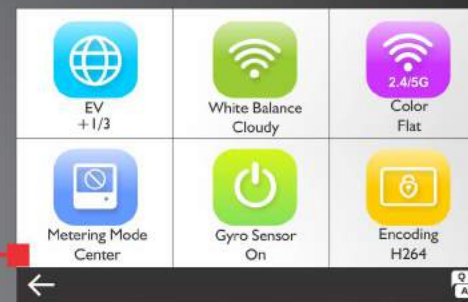 EV
+1/3
White Balance
Cloudy
2.4/5G
Color
Flat
Metering Mode
Center
Gyro Sensor
On
Encoding
H264